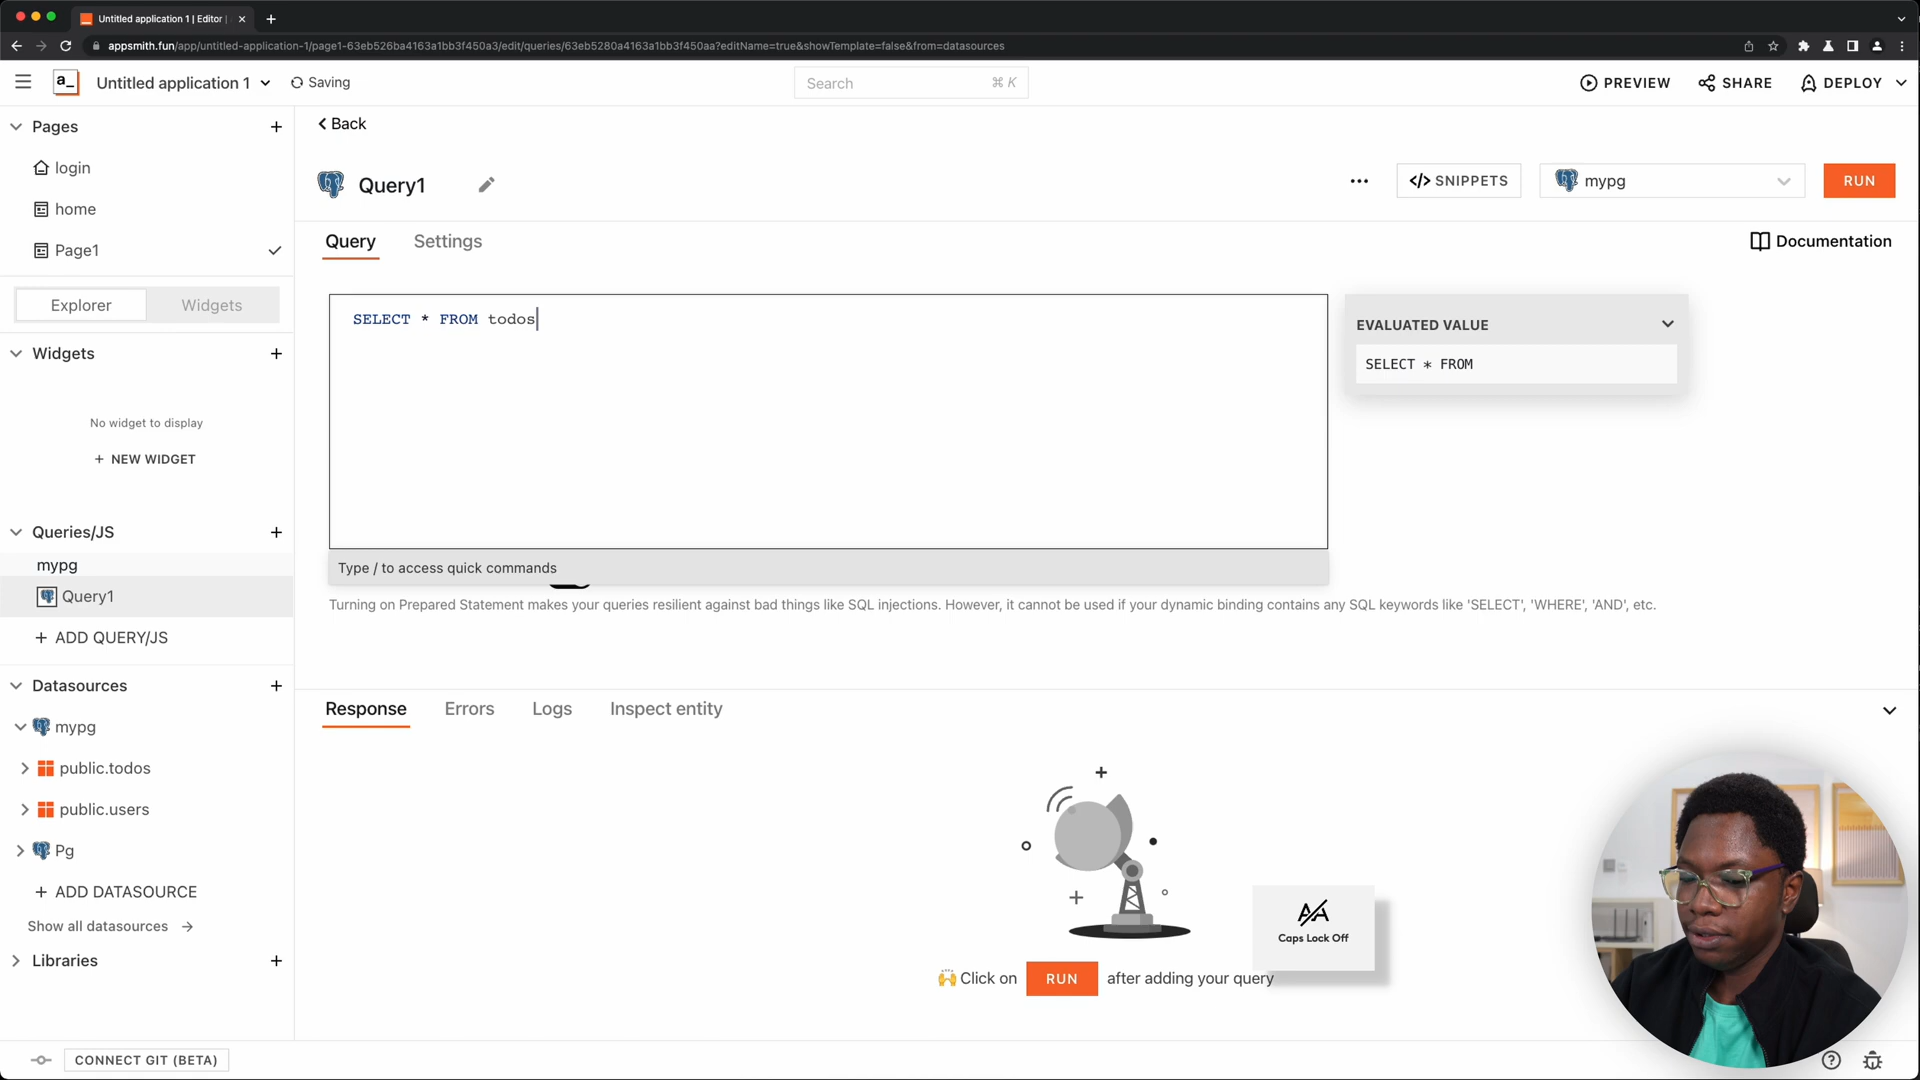 Untitled application 1 | Editor |
appsmith.fun/app/untitled-application-1/page1-63eb526ba4163a1bb3f450a3/edit/queries/63eb5280a4163a1bb3f450aa?editName=true&showTemplate=false&from=datasources
a_
Untitled application 1
Saving
Search
⌘ K
PREVIEW
SHARE
DEPLOY
Pages
login
home
Page1
Explorer
Widgets
Widgets
No widget to display
+ NEW WIDGET
Queries/JS
mypg
Query1
+ ADD QUERY/JS
Datasources
mypg
public.todos
public.users
Pg
+ ADD DATASOURCE
Show all datasources
Libraries
CONNECT GIT (BETA)
Back
Query1
</> SNIPPETS
mypg
RUN
Query
Settings
Documentation
SELECT * FROM todos
EVALUATED VALUE
SELECT * FROM
Type / to access quick commands
Turning on Prepared Statement makes your queries resilient against bad things like SQL injections. However, it cannot be used if your dynamic binding contains any SQL keywords like 'SELECT', 'WHERE', 'AND', etc.
Response
Errors
Logs
Inspect entity
Caps Lock Off
🙌 Click on RUN after adding your query